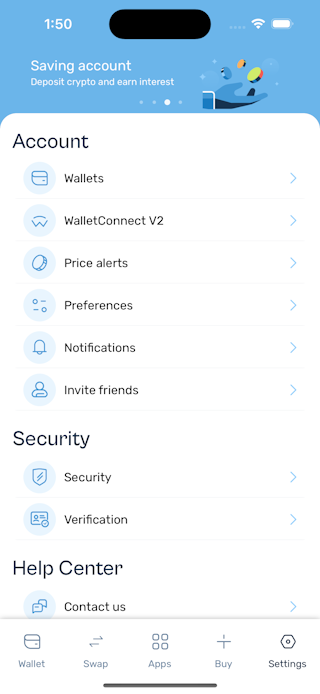 1:50
Saving account
Deposit crypto and earn interest
Account
Wallets
WalletConnect V2
Price alerts
Preferences
Notifications
Invite friends
Security
Security
Verification
Help Center
Contact us
Wallet
Swap
Apps
Buy
Settings